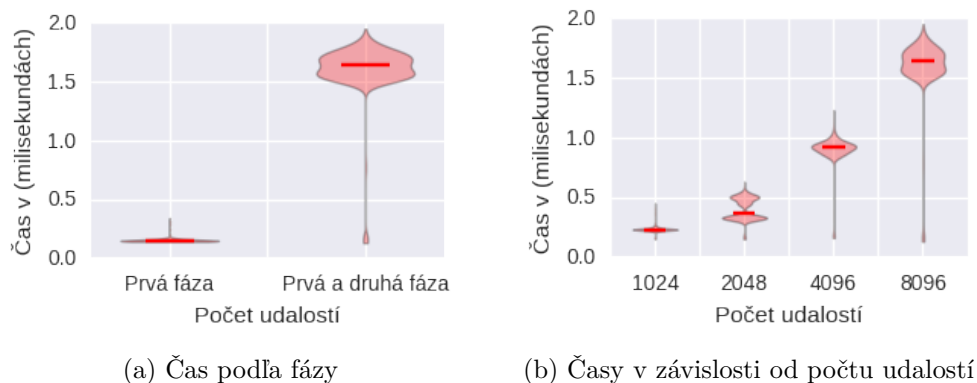 2.0
1.5
1.0
0.5
0.0
Čas v (milisekundách)
Prvá fáza
Prvá a druhá fáza
Počet udalostí
(a) Čas podľa fázy
2.0
1.5
1.0
0.5
0.0
Čas v (milisekundách)
1024 2048 4096 8096
Počet udalostí
(b) Časy v závislosti od počtu udalostí